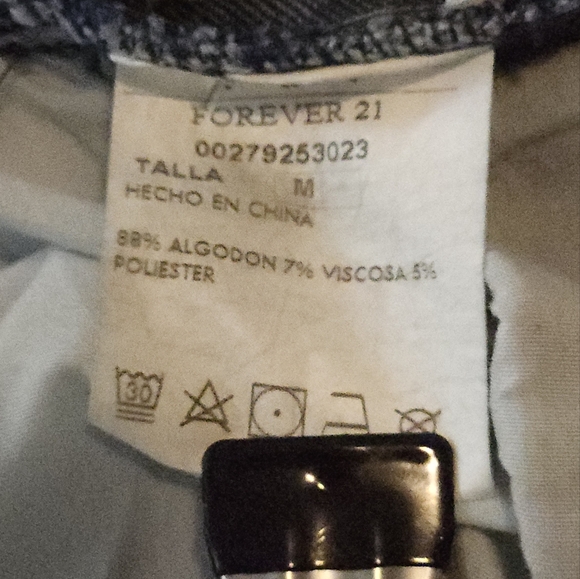 FOREVER 21
00279253023
TALLA M
HECHO EN CHINA
88% ALGODON 7% VISCOSA 5%
POLIESTER
30